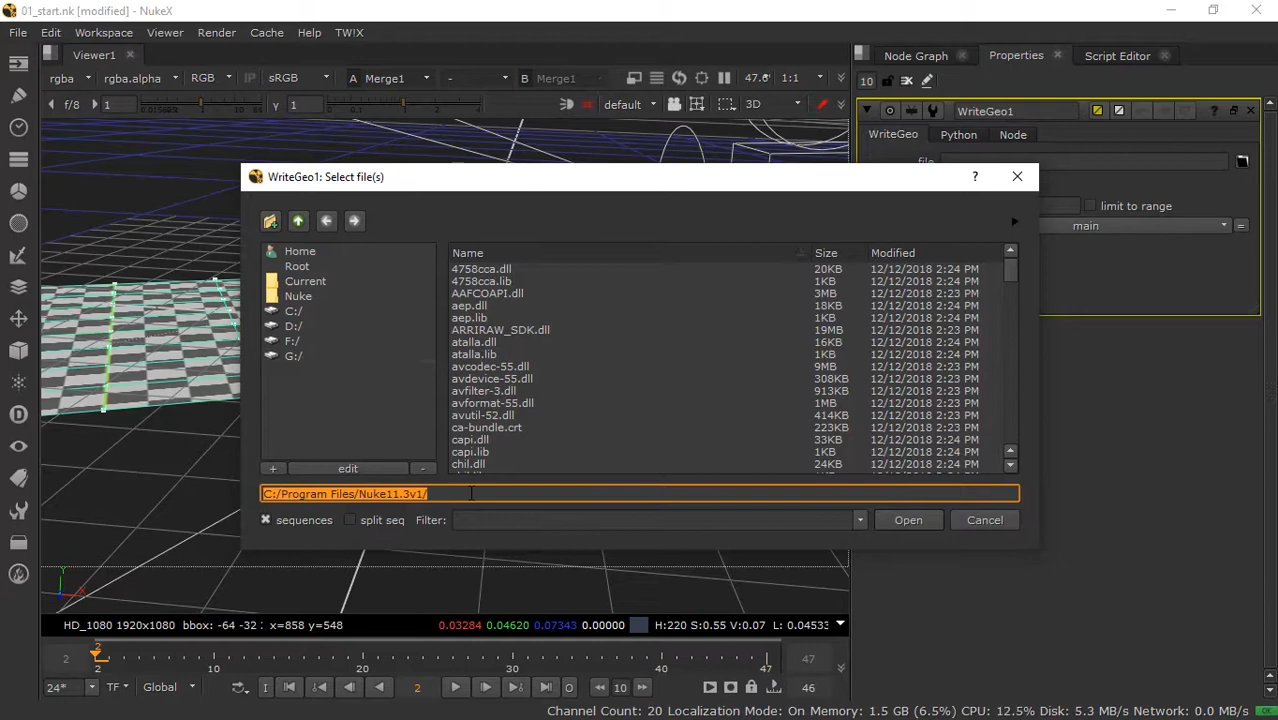 01_start.nk [modified] - NukeX
File Edit Workspace Viewer Render Cache Help TW!X
Viewer1
Node Graph Properties Script Editor
rgba rgba.alpha RGB IP sRGB A Merge1 - B Merge1 47.6 1:1
10
f/8 1 γ 1 default 3D
WriteGeo1
WriteGeo Python Node
file
WriteGeo1: Select file(s)
limit to range
main
Home
Root
Current
Nuke
C:/
D:/
F:/
G:/
Name Size Modified
4758cca.dll 20KB 12/12/2018 2:24 PM
4758cca.lib 1KB 12/12/2018 2:24 PM
AAFCOAPI.dll 3MB 12/12/2018 2:23 PM
aep.dll 18KB 12/12/2018 2:24 PM
aep.lib 1KB 12/12/2018 2:24 PM
ARRIRAW_SDK.dll 19MB 12/12/2018 2:23 PM
atalla.dll 16KB 12/12/2018 2:24 PM
atalla.lib 1KB 12/12/2018 2:24 PM
avcodec-55.dll 9MB 12/12/2018 2:23 PM
avdevice-55.dll 308KB 12/12/2018 2:23 PM
avfilter-3.dll 913KB 12/12/2018 2:23 PM
avformat-55.dll 1MB 12/12/2018 2:23 PM
avutil-52.dll 414KB 12/12/2018 2:23 PM
ca-bundle.crt 223KB 12/12/2018 2:23 PM
capi.dll 33KB 12/12/2018 2:24 PM
capi.lib 1KB 12/12/2018 2:24 PM
chil.dll 24KB 12/12/2018 2:24 PM
+ edit -
C:/Program Files/Nuke11.3v1/
sequences split seq Filter: Open Cancel
Y
X
HD_1080 1920x1080 bbox: -64 -32 x=858 y=548 0.03284 0.04620 0.07343 0.00000 H:220 S:0.55 V:0.07 L: 0.04533
2
2 2 10 20 30 40 47 47
24* TF Global I 2 O 10 46
Channel Count: 20 Localization Mode: On Memory: 1.5 GB (6.5%) CPU: 12.5% Disk: 5.3 MB/s Network: 0.0 MB/s